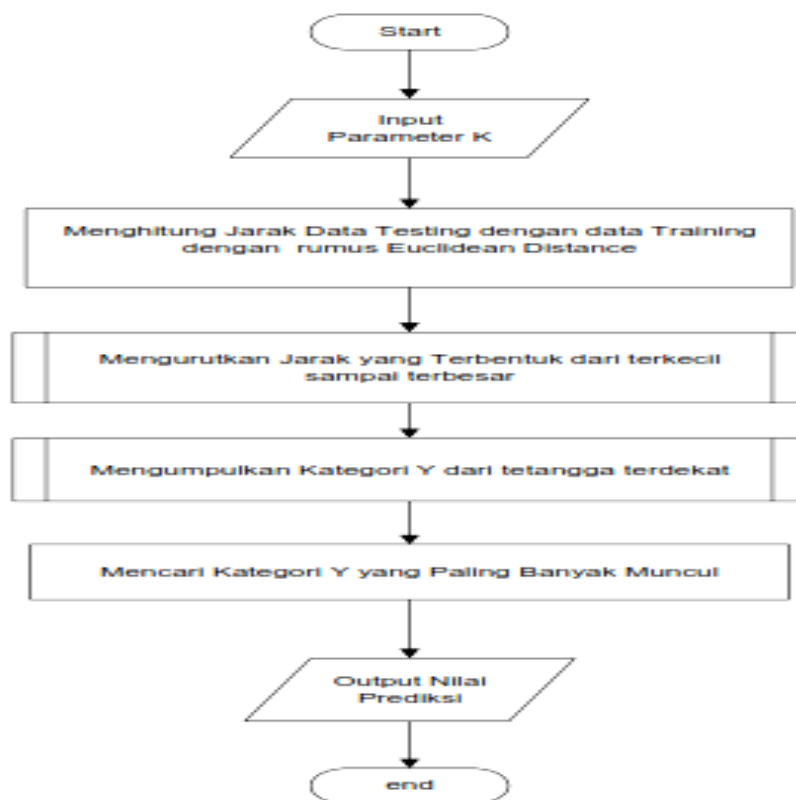 Start
Input
Parameter K
Menghitung Jarak Data Testing dengan data Training
dengan rumus Euclidean Distance
Mengurutkan Jarak yang Terbentuk dari terkecil
sampai terbesar
Mengumpulkan Kategori Y dari tetangga terdekat
Mencari Kategori Y yang Paling Banyak Muncul
Output Nilai
Prediksi
end